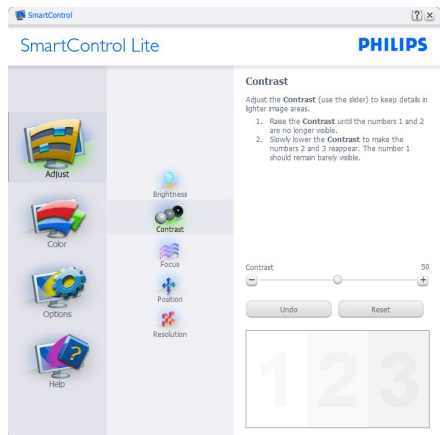 SmartControl
SmartControl Lite
PHILIPS
Adjust
Color
Options
Help
Brightness
Contrast
Focus
Position
Resolution
Contrast
Adjust the Contrast (use the slider) to keep details in
lighter image areas.
1. Raise the Contrast until the numbers 1 and 2
are no longer visible.
2. Slowly lower the Contrast to make the
numbers 2 and 3 reappear. The number 1
should remain barely visible.
Contrast 50
Undo Reset
1 2 3